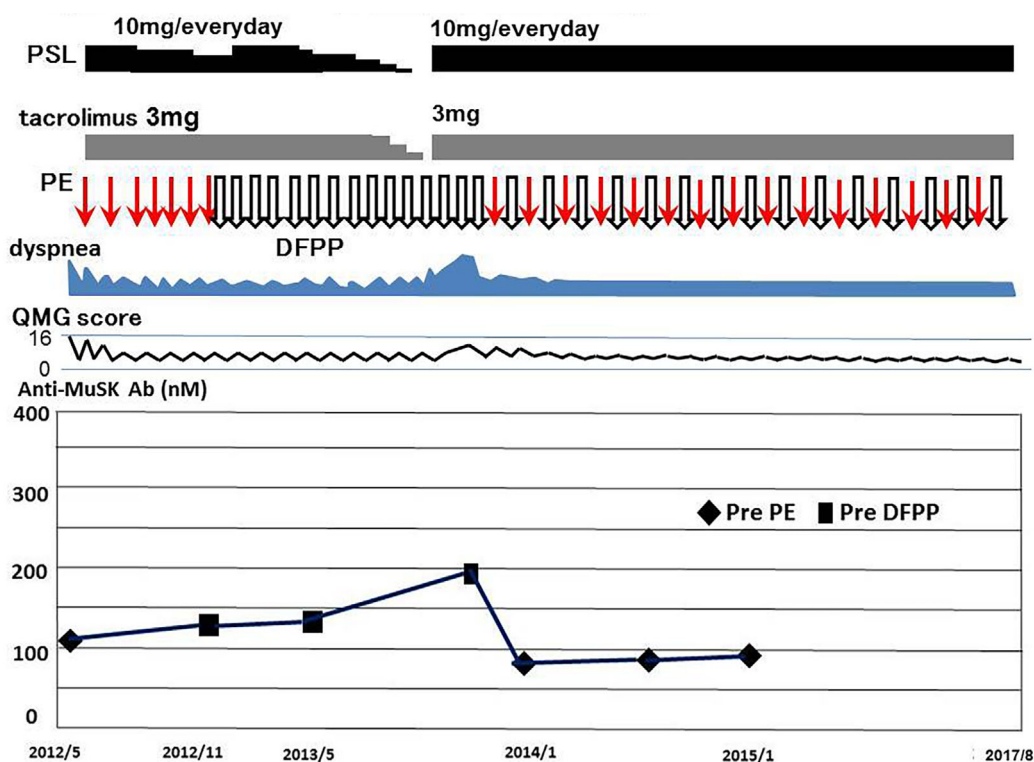 10mg/everyday 10mg/everyday
PSL
tacrolimus 3mg 3mg
PE
dyspnea DFPP
QMG score
16
0
Anti-MuSK Ab (nM)
400
300
Pre PE Pre DFPP
200
100
0
2012/5 2012/11 2013/5 2014/1 2015/1 2017/8